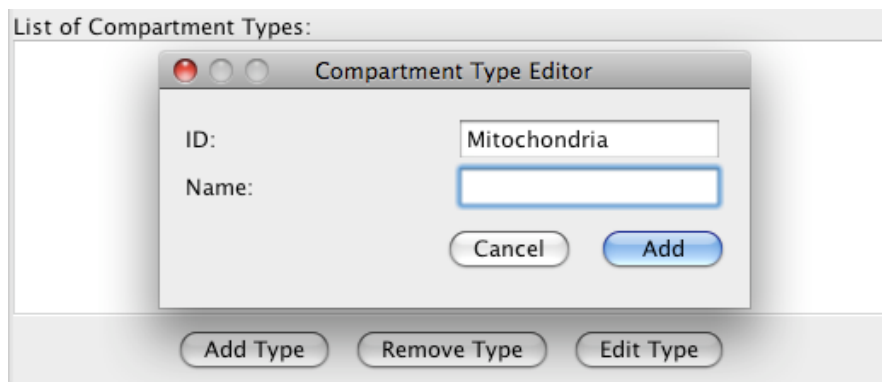 List of Compartment Types:
Compartment Type Editor
ID: Mitochondria
Name:
Cancel Add
Add Type Remove Type Edit Type